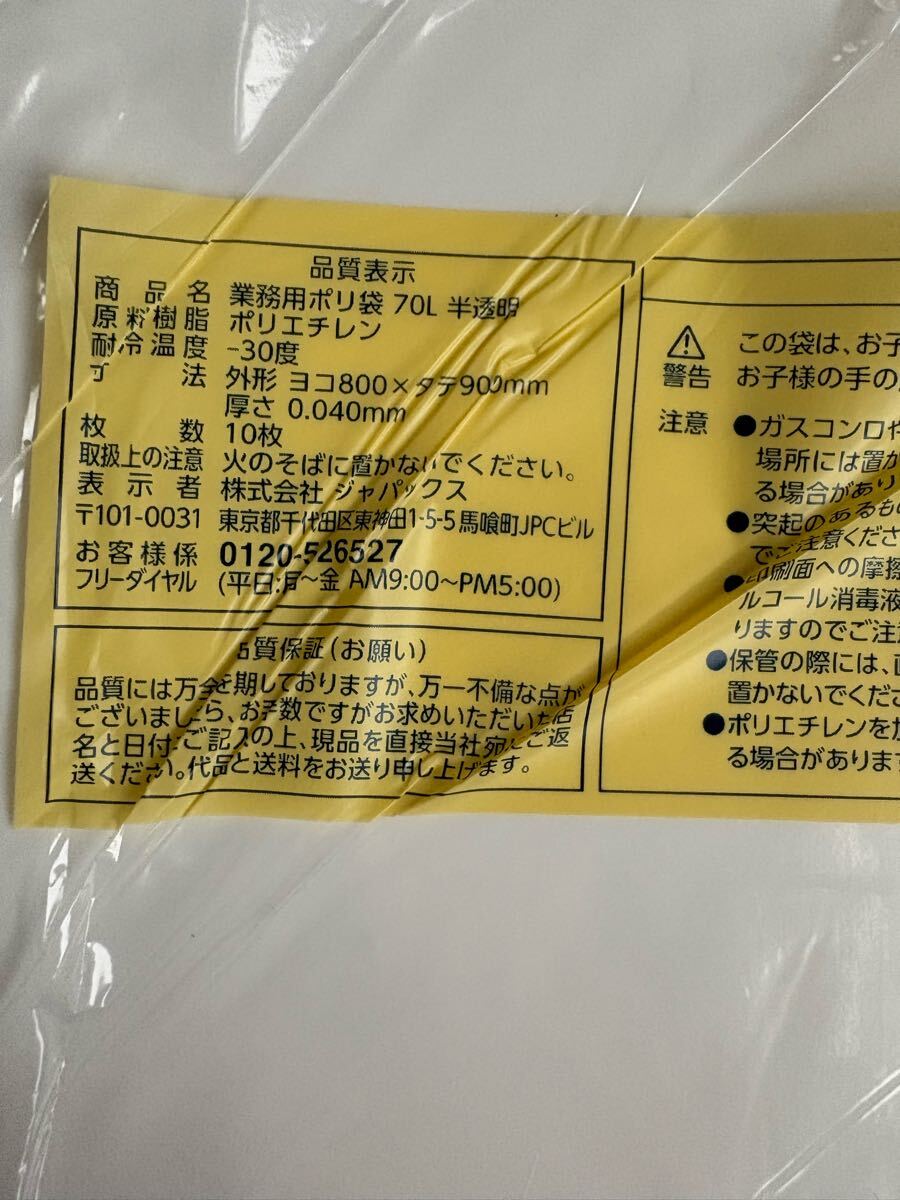 品質表示
商品名 業務用ポリ袋 70L 半透明
原料樹脂 ポリエチレン
耐冷温度 -30度
寸法 外形 ヨコ800×タテ900mm
厚さ 0.040mm
枚数 10枚
取扱上の注意 火のそばに置かないでください。
表示者 株式会社 ジャパックス
〒101-0031 東京都千代田区東神田1-5-5馬喰町JPCビル
お客様係 0120-526527
フリーダイヤル (平日:月~金 AM9:00~PM5:00)
品質保証(お願い)
品質には万全を期しておりますが、万一不備な点が
ございましたら、お手数ですがお求めいただいた店
名と日付をご記入の上、現品を直接当社宛にご返
送ください。代品と送料をお送り申し上げます。
警告 この袋は、お子
お子様の手の
注意 ●ガスコンロや
場所には置か
る場合があり
●突起のあるもの
でご注意くださ
●印刷面への摩擦
ルコール消毒液
りますのでご注意
●保管の際には、直
置かないでくださ
●ポリエチレンを
る場合があります